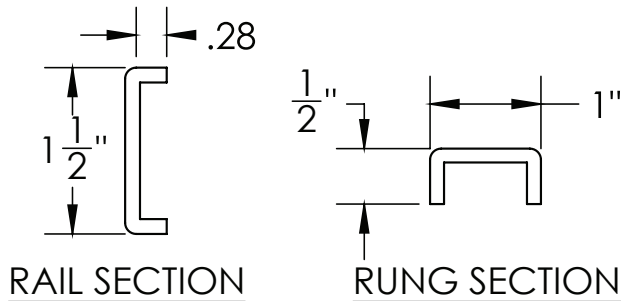 .28
1 1/2"
RAIL SECTION
1/2"
1"
RUNG SECTION